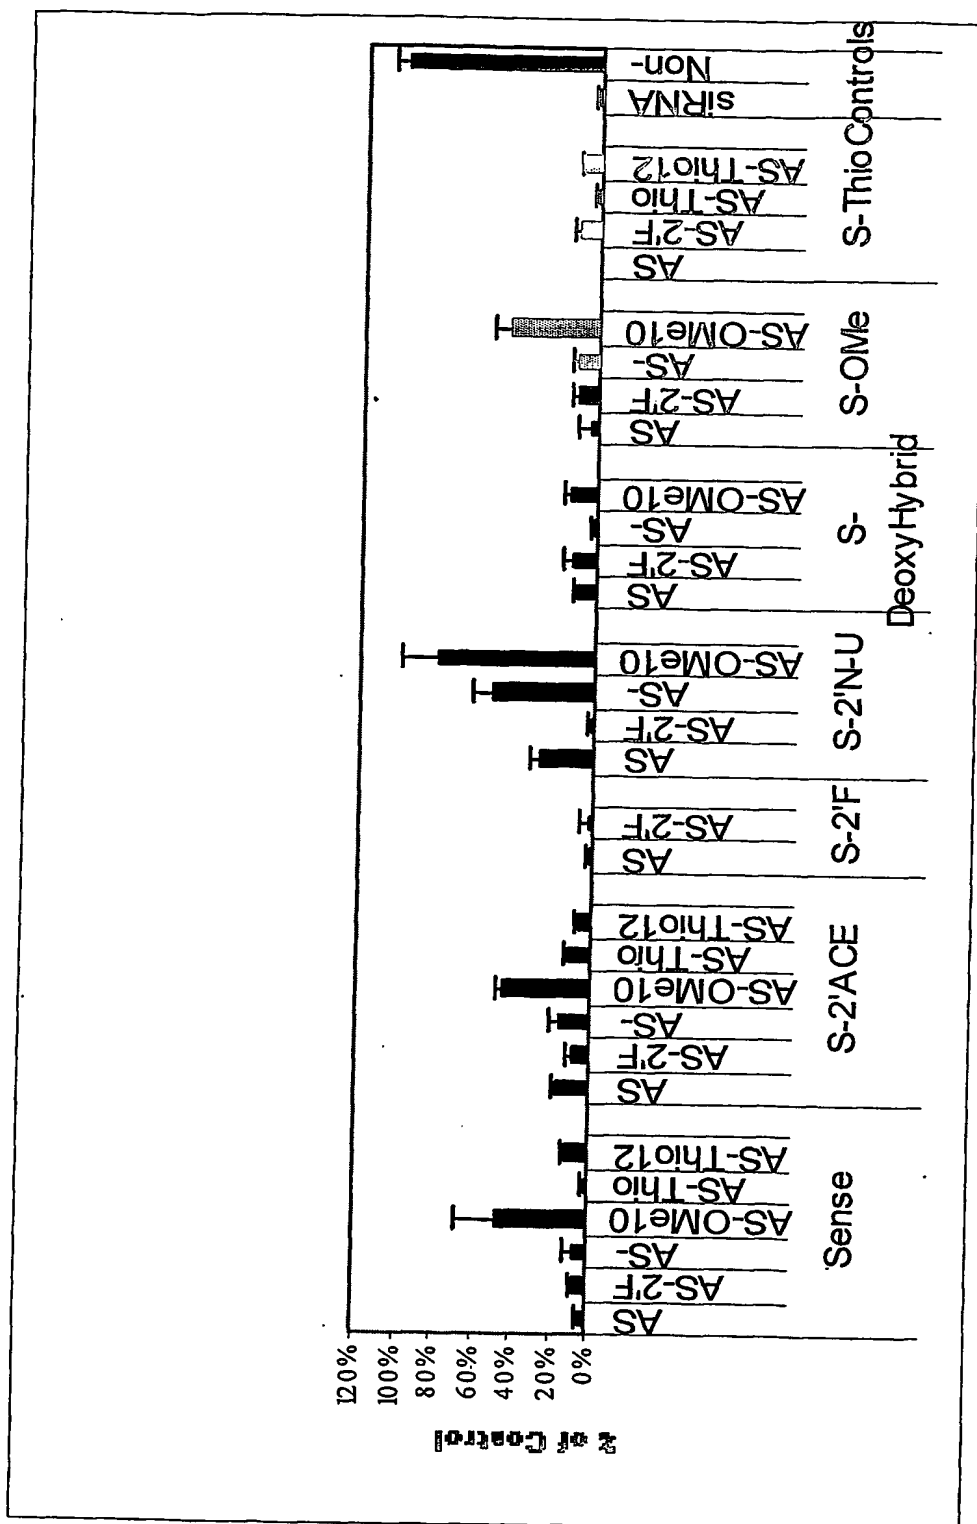 % of Control
120%
100%
80%
60%
40%
20%
0%
AS
AS-2'F
AS-
AS-OMe10
AS-Thio
AS-Thio12
AS
AS-2'F
AS-
AS-OMe10
AS-Thio
AS-Thio12
AS
AS-2'F
AS
AS-2'F
AS-
AS-OMe10
AS
AS-2'F
AS-
AS-OMe10
AS
AS-2'F
AS-
AS-OMe10
AS
AS-2'F
AS-Thio
AS-Thio12
siRNA
Non-
Sense
S-2'ACE
S-2'F
S-2'N-U
S-
Deoxy Hybrid
S-OMe
S-Thio
Controls